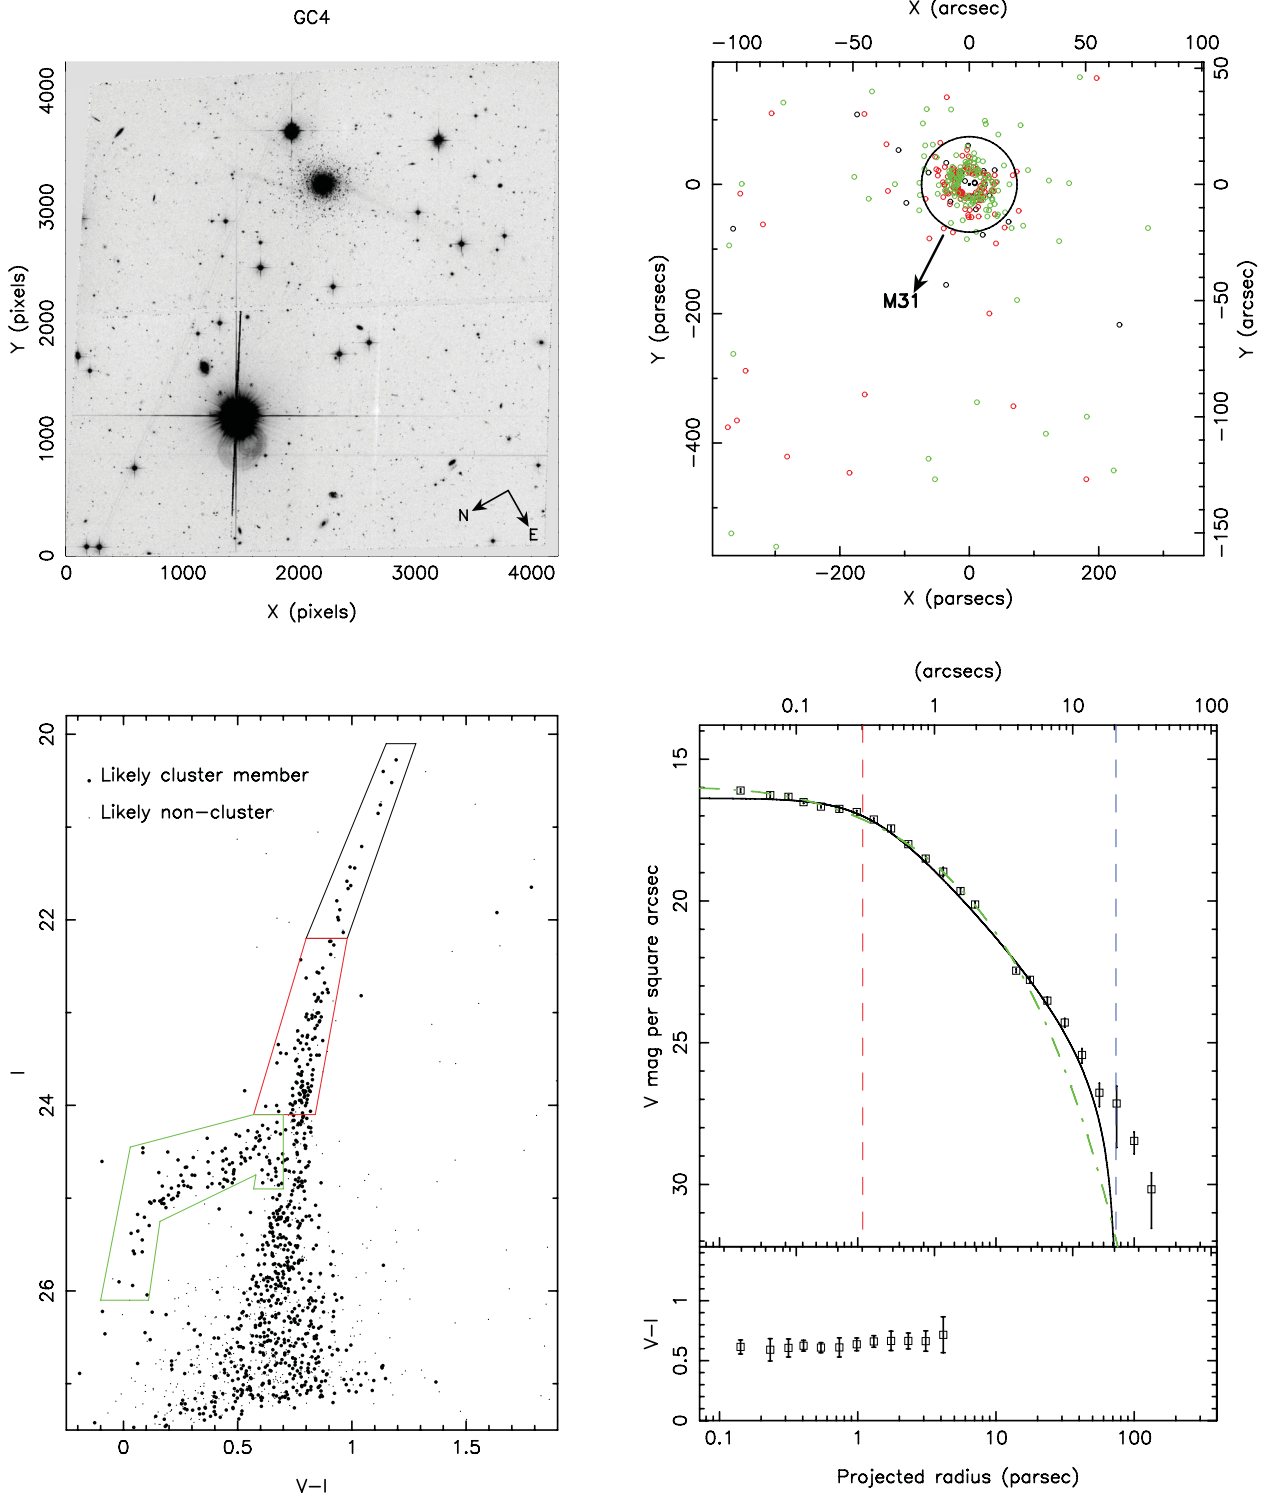 GC4
4000
3000
2000
1000
0
Y (pixels)
0 1000 2000 3000 4000
X (pixels)
N
E
X (arcsec)
−100 −50 0 50 100
0
−200
−400
Y (parsecs)
50
0
−50
−100
−150
Y (arcsec)
M31
−200 0 200
X (parsecs)
20
22
24
26
I
Likely cluster member
Likely non−cluster
0 0.5 1 1.5
V−I
(arcsecs)
0.1 1 10 100
15
20
25
30
V mag per square arcsec
1
0.5
0
V−I
0.1 1 10 100
Projected radius (parsec)